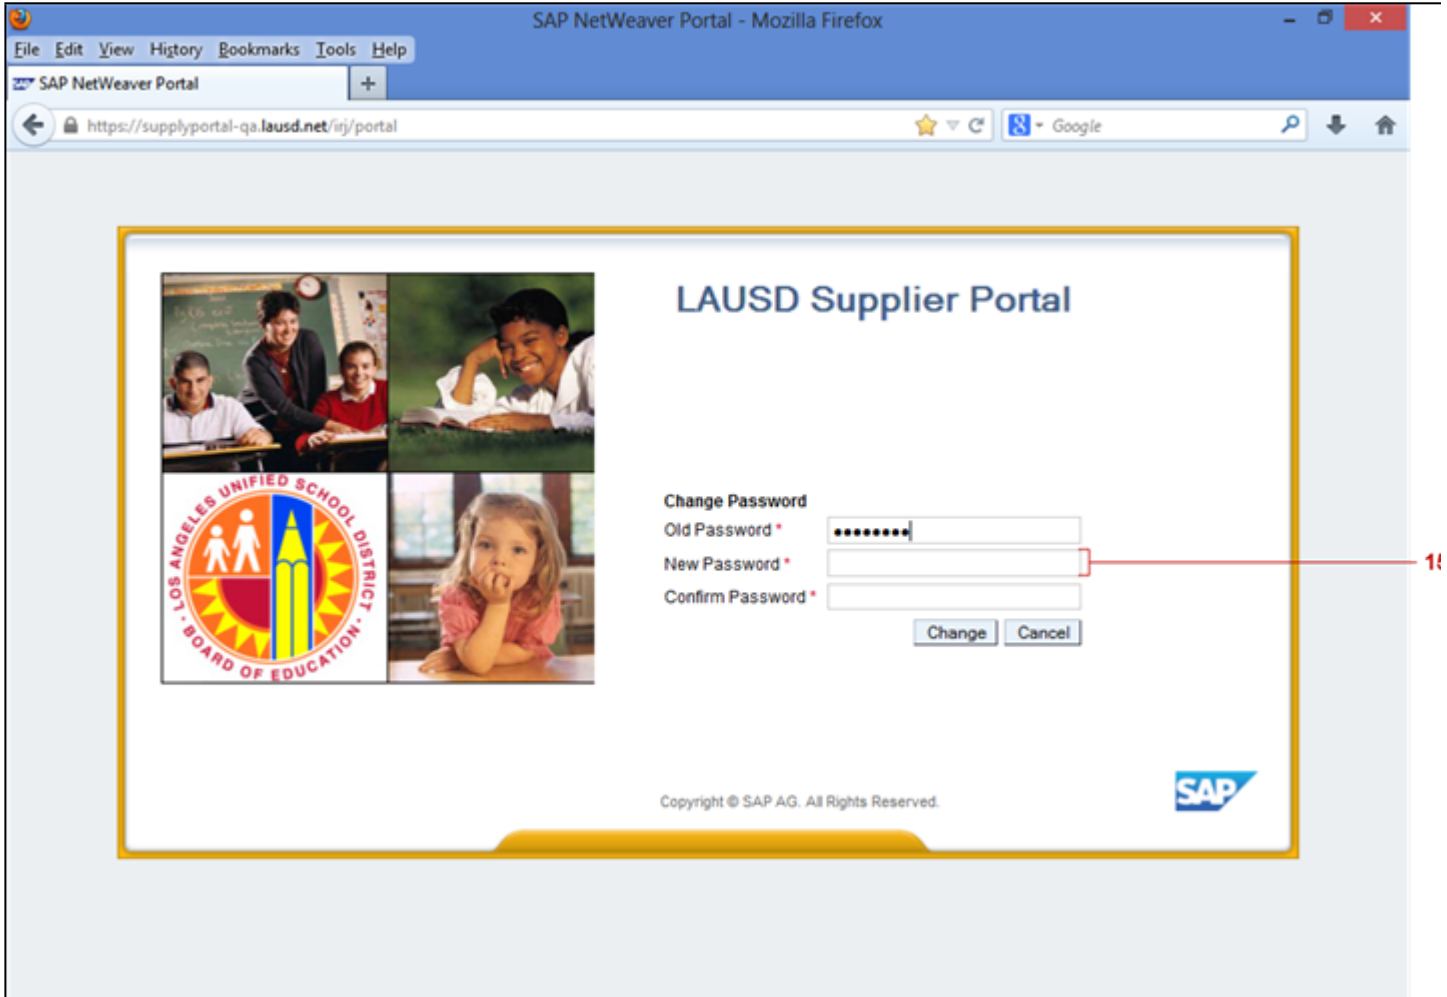 SAP NetWeaver Portal - Mozilla Firefox
File Edit View History Bookmarks Tools Help
SAP NetWeaver Portal
https://supplyportal-qa.lausd.net/irj/portal
Google
LAUSD Supplier Portal
LOS ANGELES UNIFIED SCHOOL DISTRICT
BOARD OF EDUCATION
Change Password
Old Password *
New Password *
15
Confirm Password *
Change Cancel
SAP
Copyright © SAP AG. All Rights Reserved.